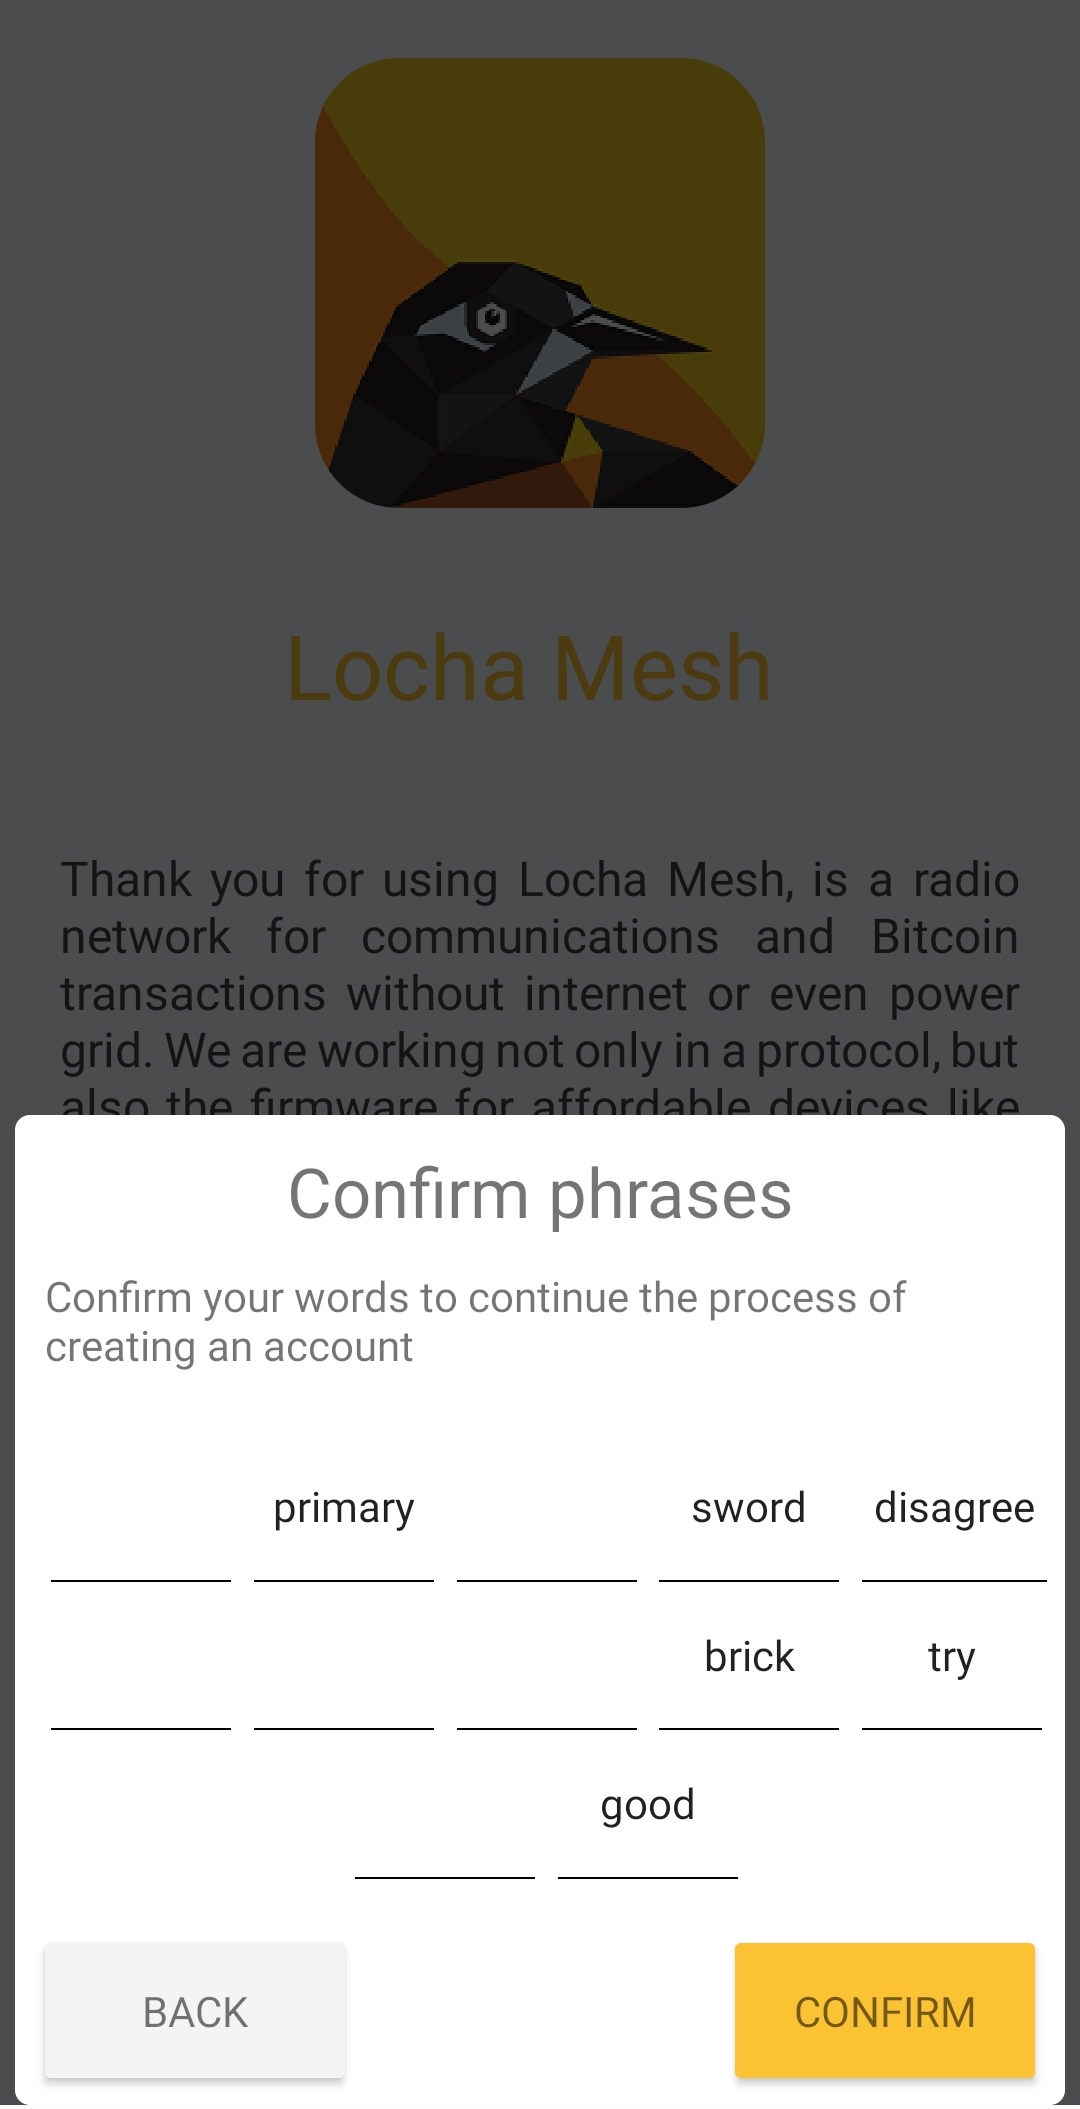 Locha Mesh
Thank you for using Locha Mesh, is a radio
network for communications and Bitcoin
transactions without internet or even power
grid. We are working not only in a protocol, but
also the firmware for affordable devices like
Confirm phrases
Confirm your words to continue the process of
creating an account
primary sword disagree
brick try
good
BACK CONFIRM